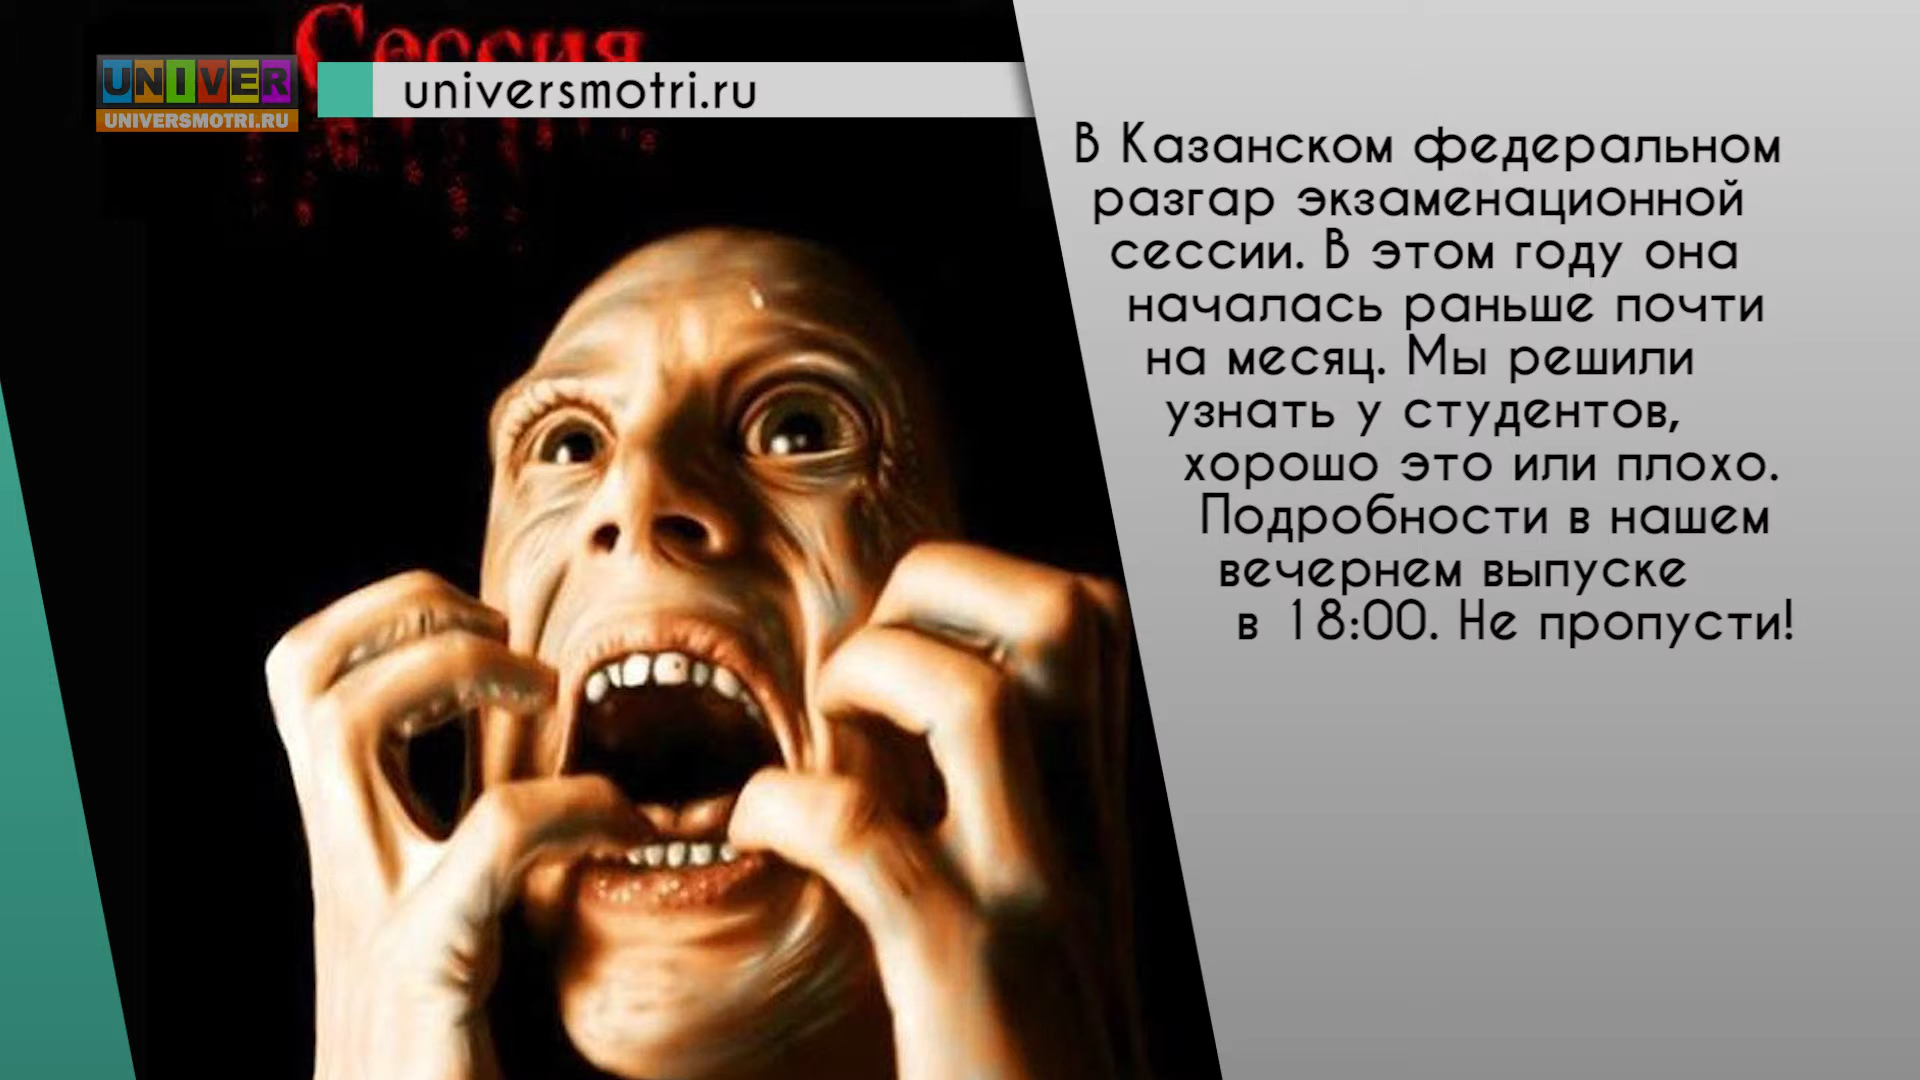 Сессия
UNIVER
UNIVERSMOTRI.RU
universmotri.ru
В Казанском федеральном
разгар экзаменационной
сессии. В этом году она
началась раньше почти
на месяц. Мы решили
узнать у студентов,
хорошо это или плохо.
Подробности в нашем
вечернем выпуске
в 18:00. Не пропусти!